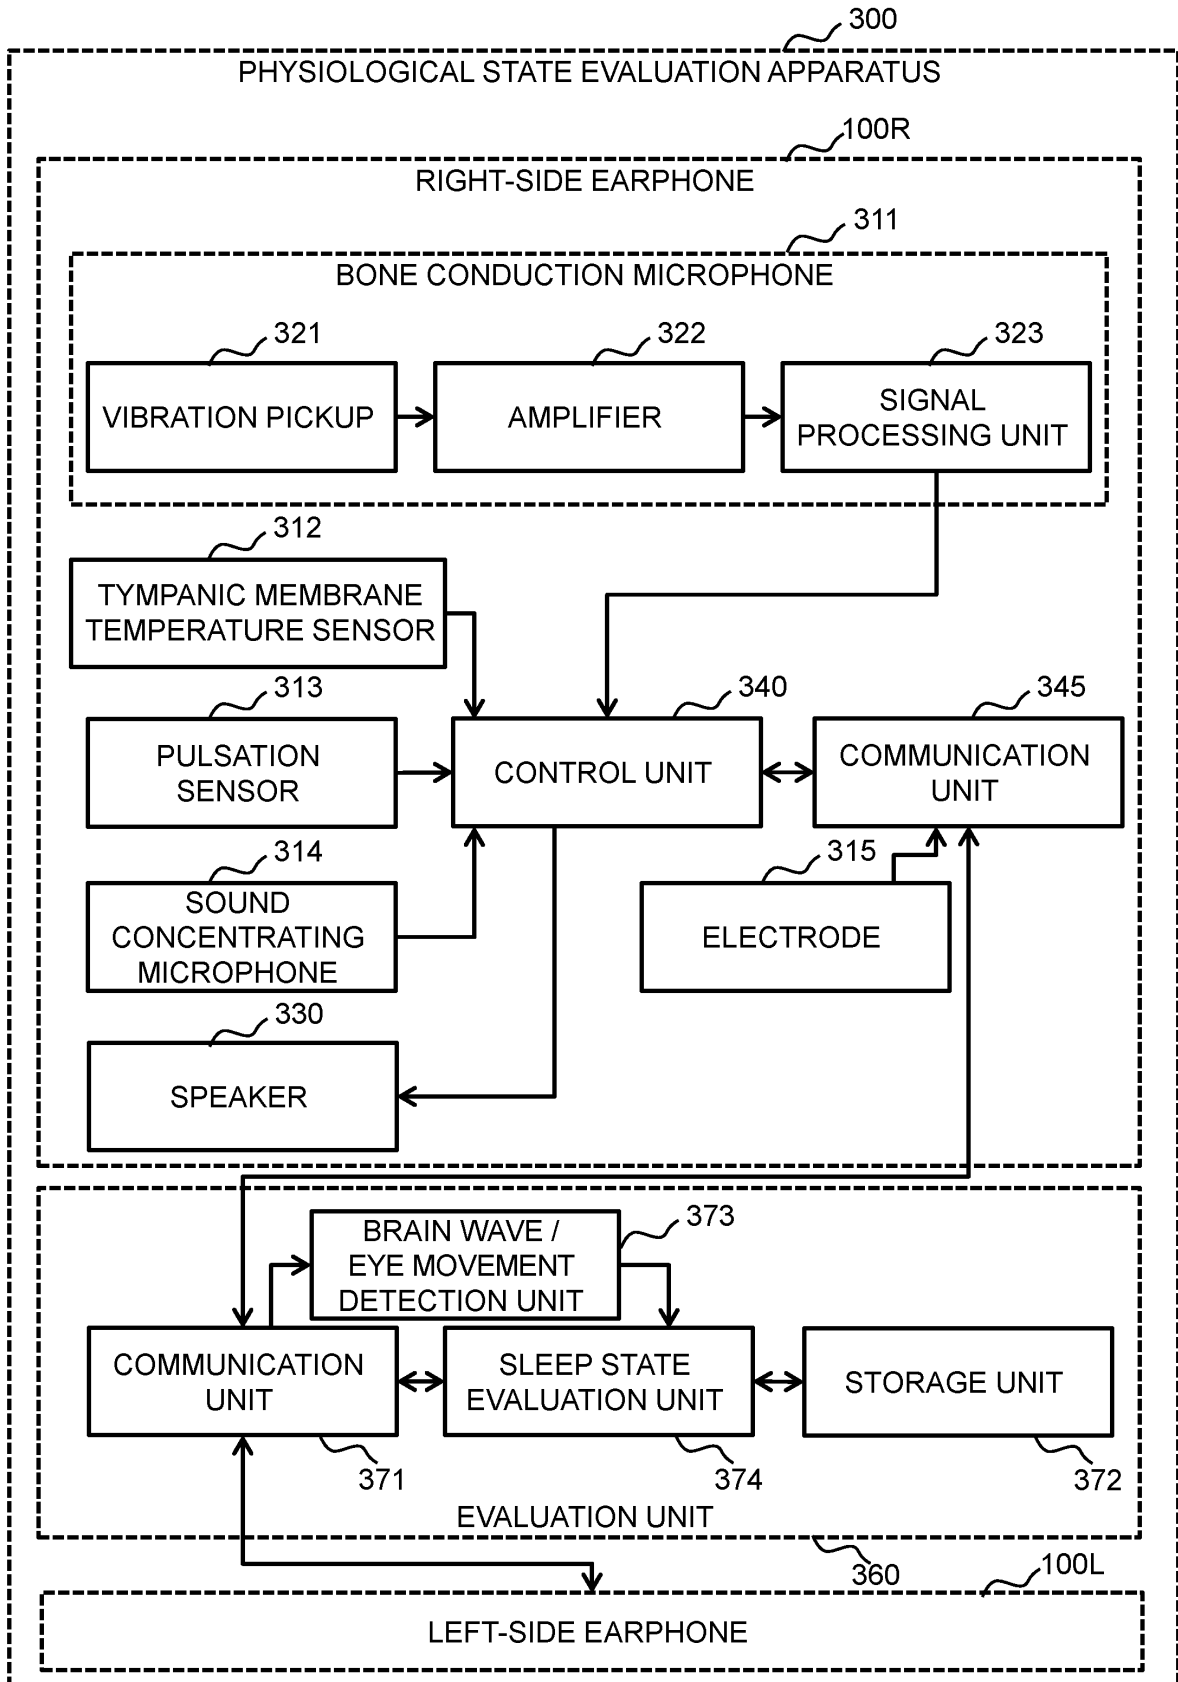 300
PHYSIOLOGICAL STATE EVALUATION APPARATUS
100R
RIGHT-SIDE EARPHONE
311
BONE CONDUCTION MICROPHONE
321
322
323
VIBRATION PICKUP
AMPLIFIER
SIGNAL
PROCESSING UNIT
312
TYMPANIC MEMBRANE
TEMPERATURE SENSOR
313
340
345
PULSATION
SENSOR
CONTROL UNIT
COMMUNICATION
UNIT
314
315
SOUND
CONCENTRATING
MICROPHONE
ELECTRODE
330
SPEAKER
373
BRAIN WAVE /
EYE MOVEMENT
DETECTION UNIT
COMMUNICATION
UNIT
SLEEP STATE
EVALUATION UNIT
STORAGE UNIT
371
374
372
EVALUATION UNIT
360
100L
LEFT-SIDE EARPHONE